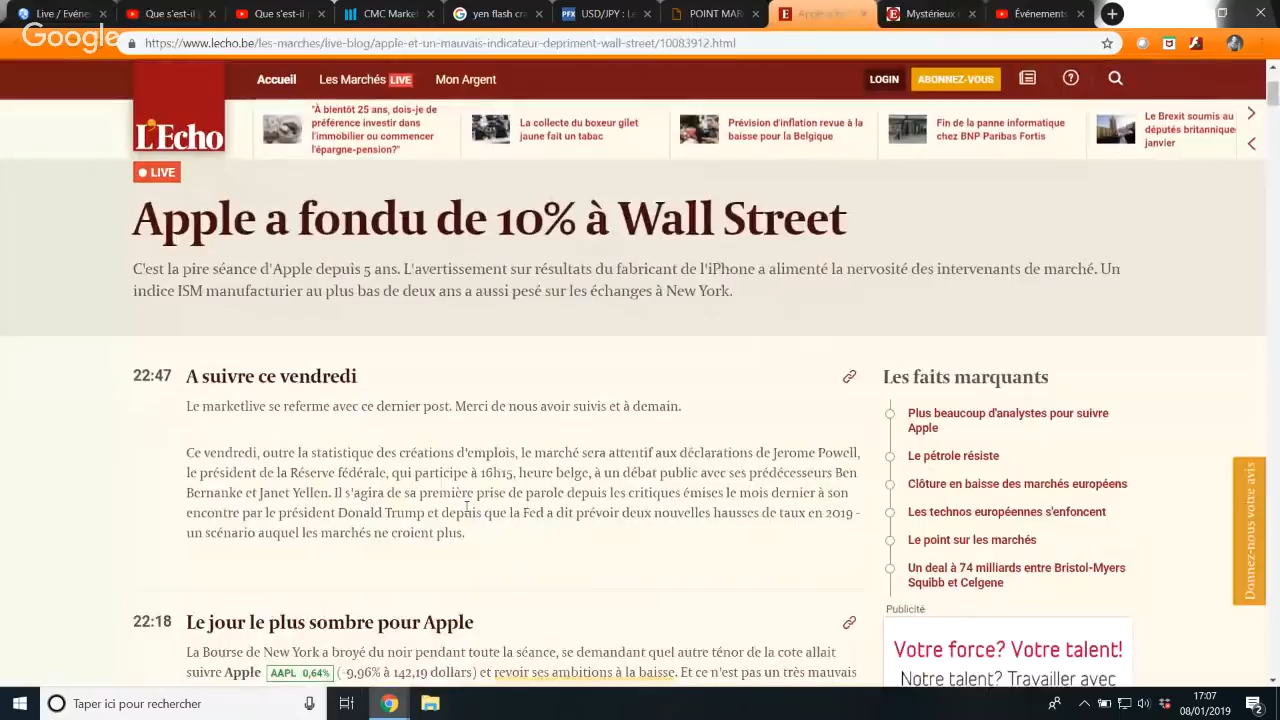 Live / Événeme
(12) You
CMC Market
yen flash cra
USD/JPY : Le
POINT MAR
Apple a fo
Mystérieux c
Événements
Google
https://www.lecho.be/les-marches/live-blog/apple-et-un-mauvais-indicateur-depriment-wall-street/10083912.html
Accueil
Les Marchés LIVE
Mon Argent
LOGIN
ABONNEZ-VOUS
L'Echo
"À bientôt 25 ans, dois-je de
préférence investir dans
l'immobilier ou commencer
l'épargne-pension?"
La collecte du boxeur gilet
jaune fait un tabac
Prévision d'inflation revue à la
baisse pour la Belgique
Fin de la panne informatique
chez BNP Paribas Fortis
Le Brexit soumis au
députés britannique
janvier
LIVE
Apple a fondu de 10% à Wall Street
C'est la pire séance d'Apple depuis 5 ans. L'avertissement sur résultats du fabricant de l'iPhone a alimenté la nervosité des intervenants de marché. Un
indice ISM manufacturier au plus bas de deux ans a aussi pesé sur les échanges à New York.
22:47 A suivre ce vendredi
Le marketlive se referme avec ce dernier post. Merci de nous avoir suivis et à demain.
Ce vendredi, outre la statistique des créations d'emplois, le marché sera attentif aux déclarations de Jerome Powell,
le président de la Réserve fédérale, qui participe à 16h15, heure belge, à un débat public avec ses prédécesseurs Ben
Bernanke et Janet Yellen. Il s'agira de sa première prise de parole depuis les critiques émises le mois dernier à son
encontre par le président Donald Trump et depuis que la Fed a dit prévoir deux nouvelles hausses de taux en 2019 -
un scénario auquel les marchés ne croient plus.
22:18 Le jour le plus sombre pour Apple
La Bourse de New York a broyé du noir pendant toute la séance, se demandant quel autre ténor de la cote allait
suivre Apple AAPL 0,64% (-9,96% à 142,19 dollars) et revoir ses ambitions à la baisse. Et ce n'est pas un très mauvais
Les faits marquants
Plus beaucoup d'analystes pour suivre
Apple
Le pétrole résiste
Clôture en baisse des marchés européens
Les technos européennes s'enfoncent
Le point sur les marchés
Un deal à 74 milliards entre Bristol-Myers
Squibb et Celgene
Publicité
Votre force? Votre talent!
Notre talent? Travailler avec
Donnez-nous votre avis
Taper ici pour rechercher
17:07
08/01/2019
2